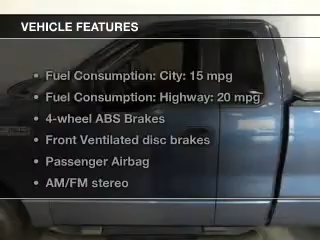 VEHICLE FEATURES
• Fuel Consumption: City: 15 mpg
• Fuel Consumption: Highway: 20 mpg
• 4-wheel ABS Brakes
• Front Ventilated disc brakes
• Passenger Airbag
• AM/FM stereo